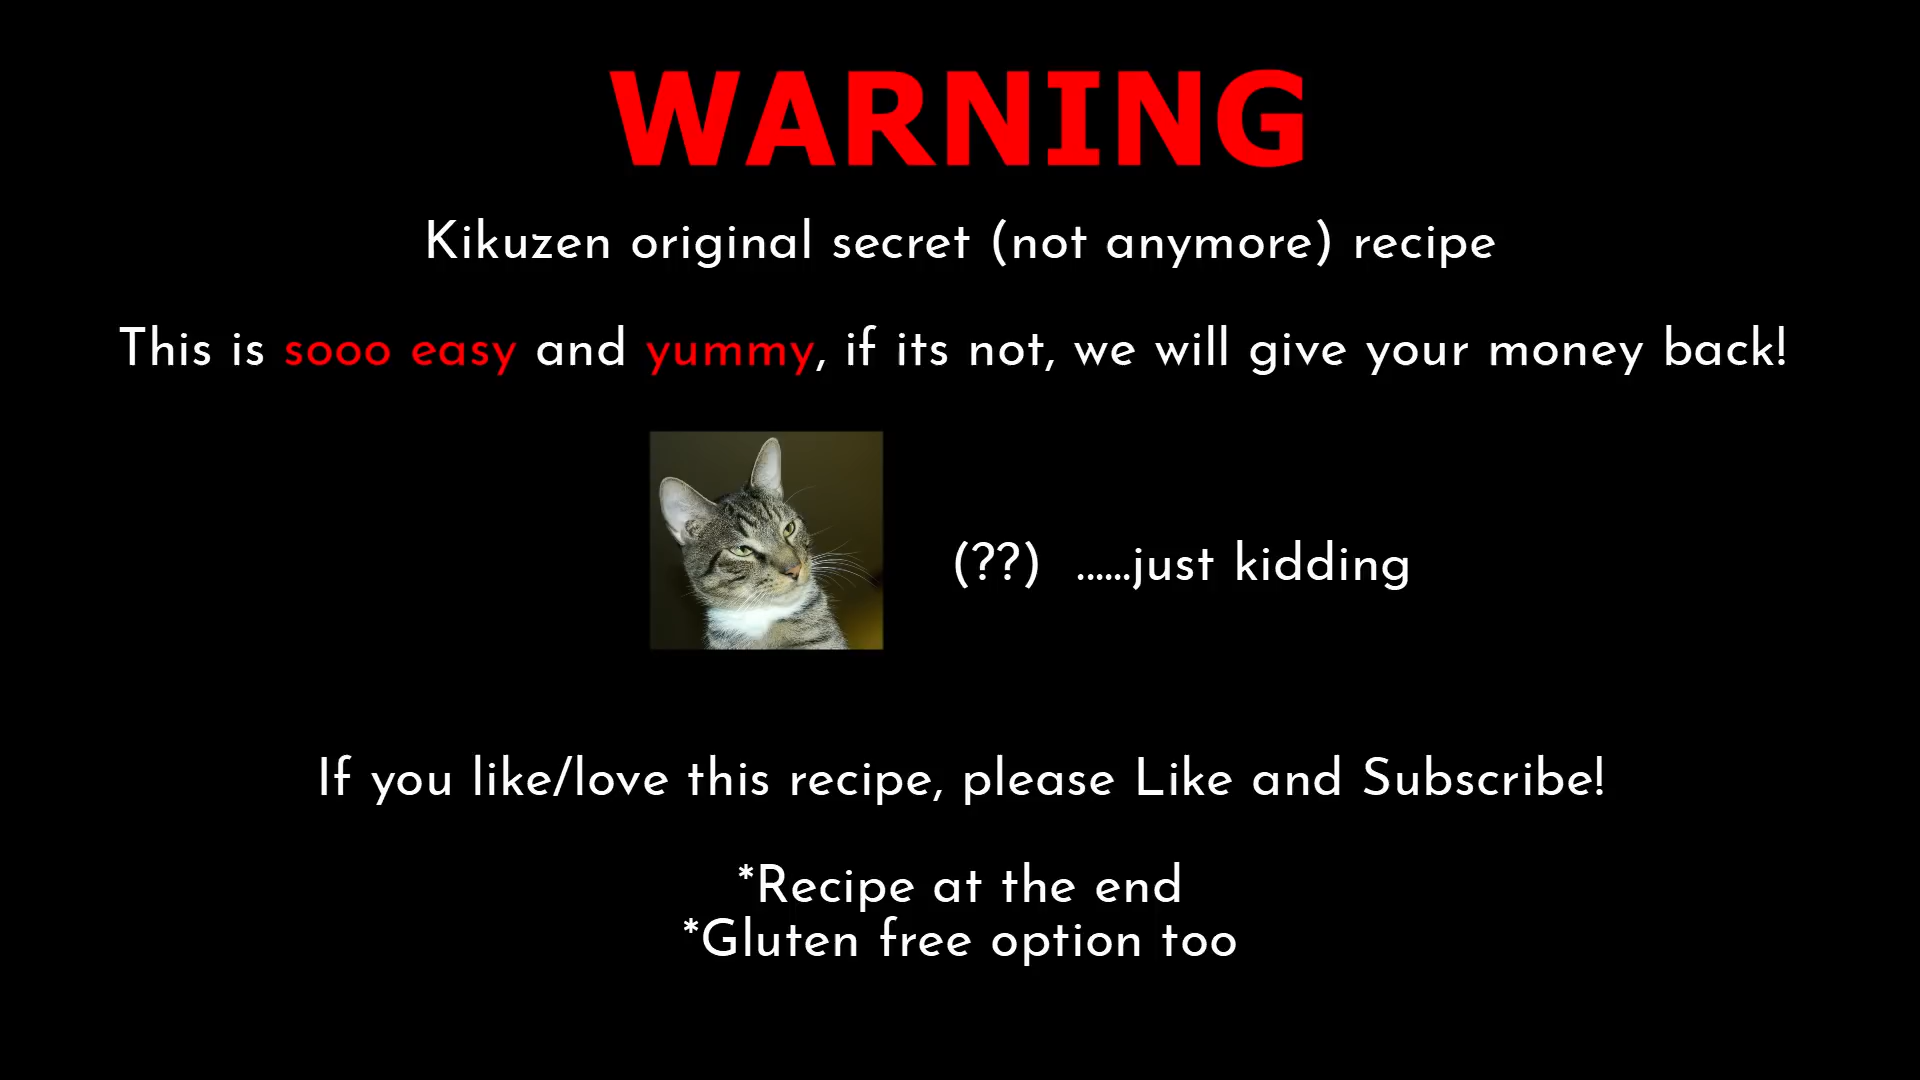 WARNING
Kikuzen original secret (not anymore) recipe
This is sooo easy and yummy, if its not, we will give your money back!
(??) ......just kidding
If you like/love this recipe, please Like and Subscribe!
*Recipe at the end
*Gluten free option too